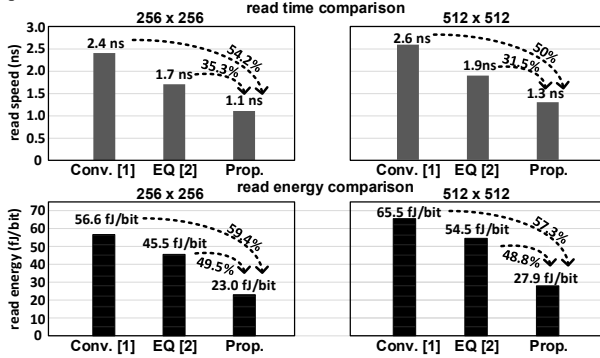 read time comparison
256 x 256
512 x 512
read speed (ns)
3.0
2.5
2.0
1.5
1.0
0.5
0
2.4 ns
1.7 ns
1.1 ns
54.2%
35.3%
Conv. [1]
EQ [2]
Prop.
2.6 ns
1.9ns
1.3 ns
50%
31.5%
Conv. [1]
EQ [2]
Prop.
read energy comparison
256 x 256
512 x 512
read energy (fJ/bit)
70
60
50
40
30
20
10
0
56.6 fJ/bit
45.5 fJ/bit
23.0 fJ/bit
59.4%
49.5%
Conv. [1]
EQ [2]
Prop.
65.5 fJ/bit
54.5 fJ/bit
27.9 fJ/bit
57.3%
48.8%
Conv. [1]
EQ [2]
Prop.